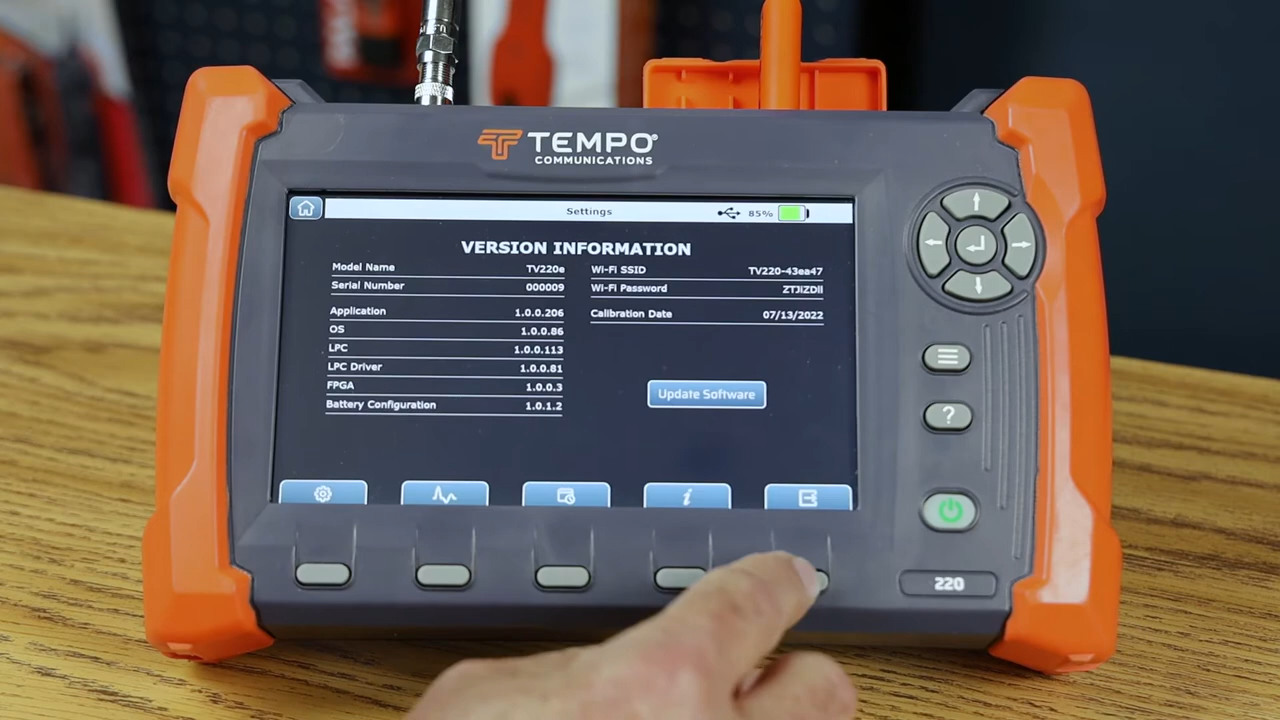 TEMPO®
COMMUNICATIONS
Settings
85%
VERSION INFORMATION
Model Name TV220e
Serial Number 000009
Application 1.0.0.206
OS 1.0.0.86
LPC 1.0.0.113
LPC Driver 1.0.0.81
FPGA 1.0.0.3
Battery Configuration 1.0.1.2
Wi-Fi SSID TV220-43ea47
Wi-Fi Password
Calibration Date 07/13/2022
Update Software
i
?
220